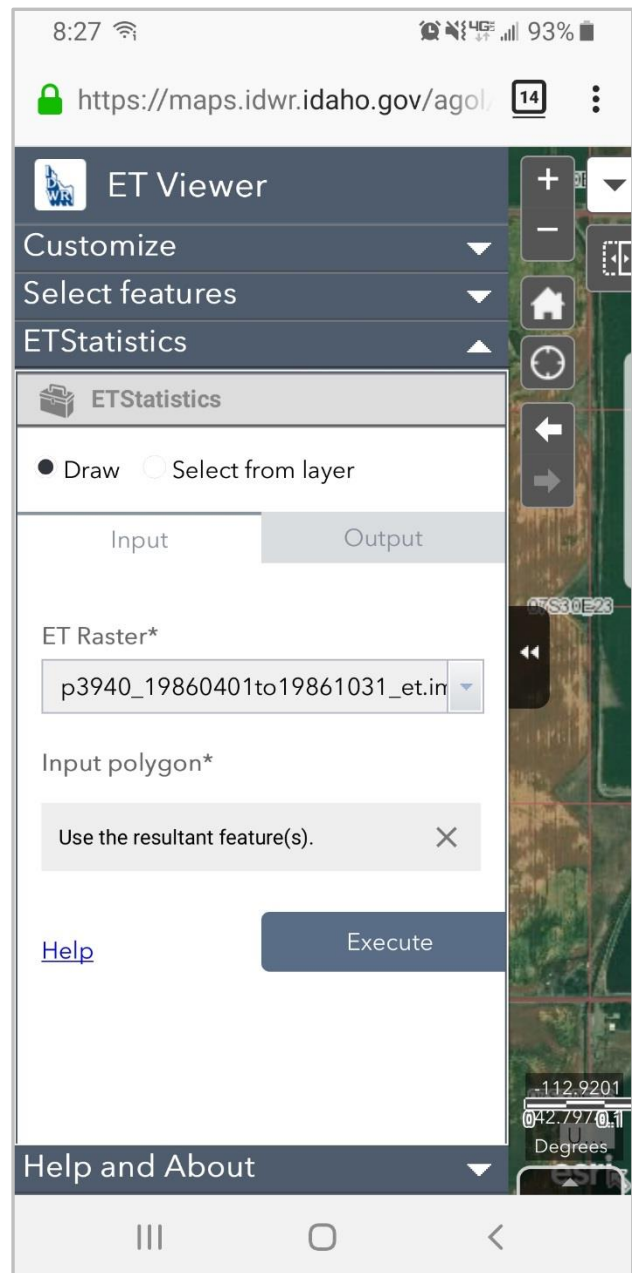 8:27 93%
https://maps.idwr.idaho.gov/agol/ 14
IDWR ET Viewer
Customize
Select features
ETStatistics
ETStatistics
Draw Select from layer
Input Output
07S30E23
ET Raster*
p3940_19860401to19861031_et.im
Input polygon*
Use the resultant feature(s).
Help Execute
-112.9201
42.797
Degrees
esri
Help and About